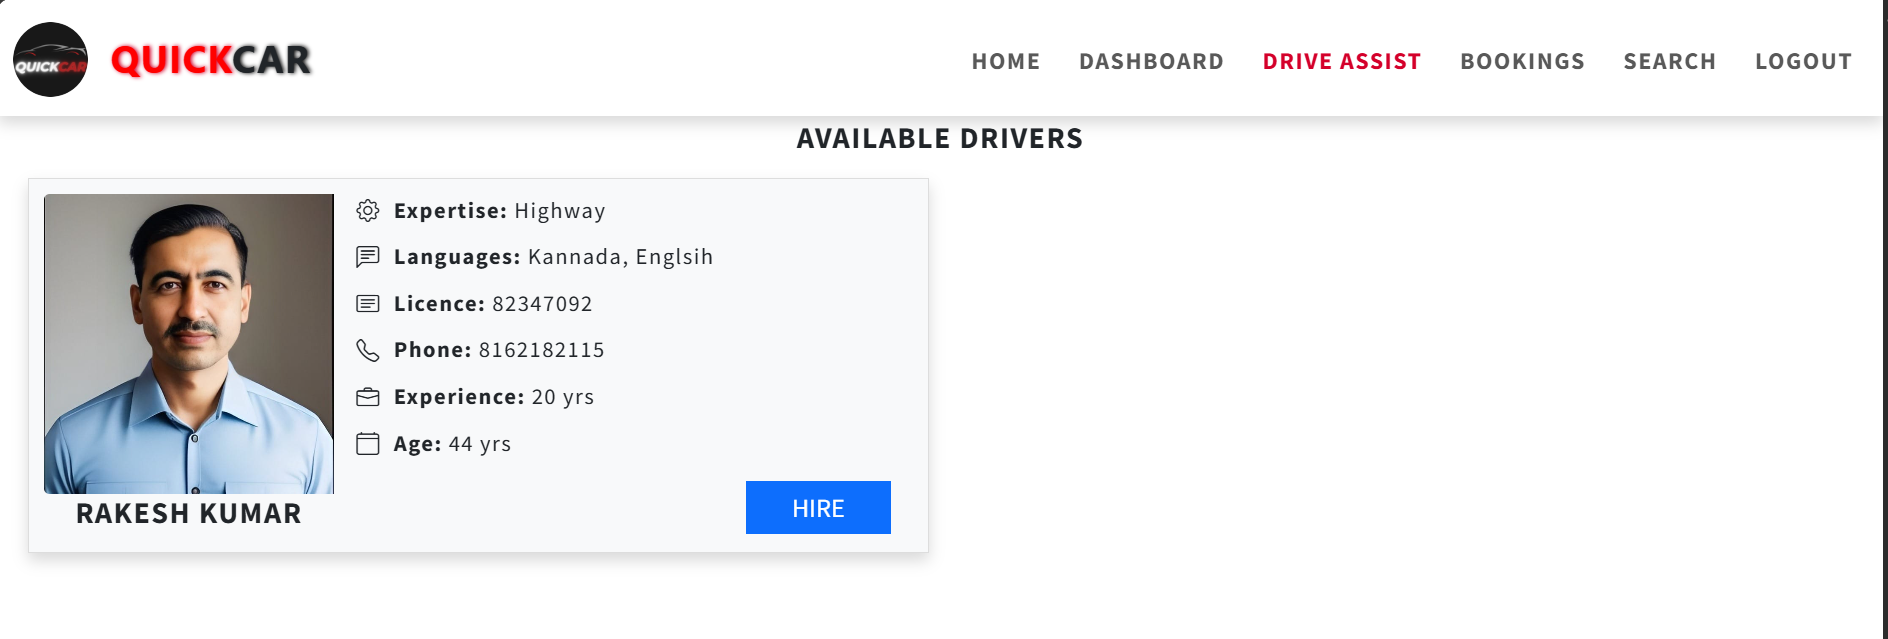 QUICKCAR
QUICKCAR
HOME DASHBOARD DRIVE ASSIST BOOKINGS SEARCH LOGOUT
AVAILABLE DRIVERS
Expertise: Highway
Languages: Kannada, Englsih
Licence: 82347092
Phone: 8162182115
Experience: 20 yrs
Age: 44 yrs
RAKESH KUMAR
HIRE